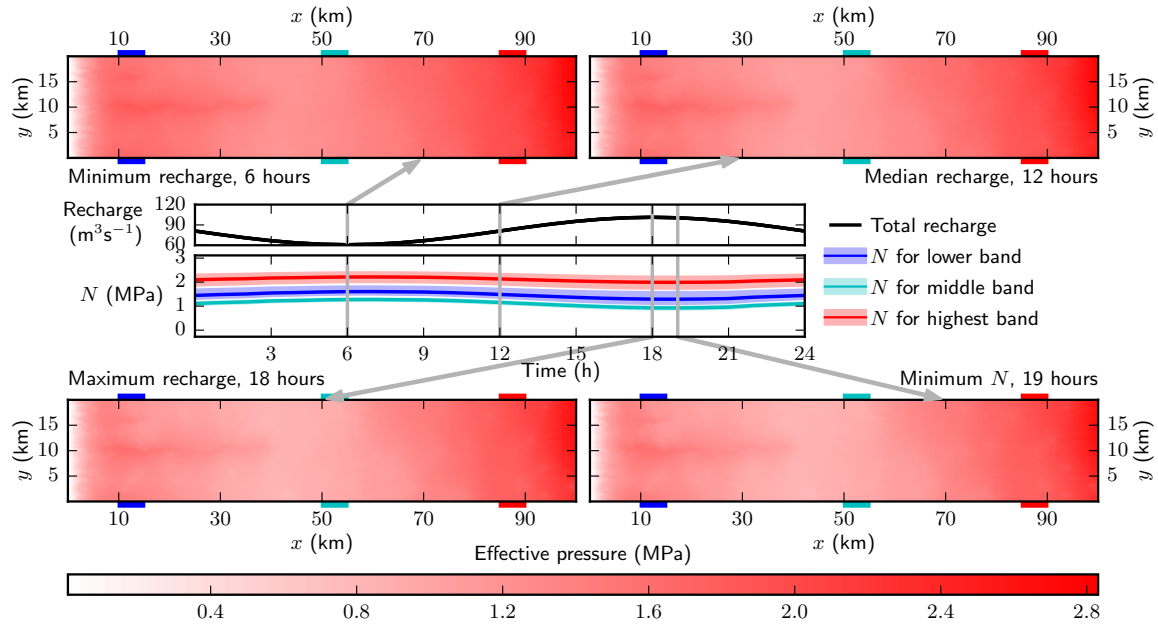 x (km)
10 30 50 70 90
10 30 50 70 90
y (km)
15
10
5
15
10
5
y (km)
Minimum recharge, 6 hours
Median recharge, 12 hours
Recharge
(m³s⁻¹)
120
90
60
Total recharge
N for lower band
N for middle band
N for highest band
N (MPa)
3
2
1
0
3 6 9 12 15 18 21 24
Time (h)
Maximum recharge, 18 hours
Minimum N, 19 hours
y (km)
15
10
5
15
10
5
y (km)
10 30 50 70 90
10 30 50 70 90
x (km)
x (km)
Effective pressure (MPa)
0.4 0.8 1.2 1.6 2.0 2.4 2.8
x (km)